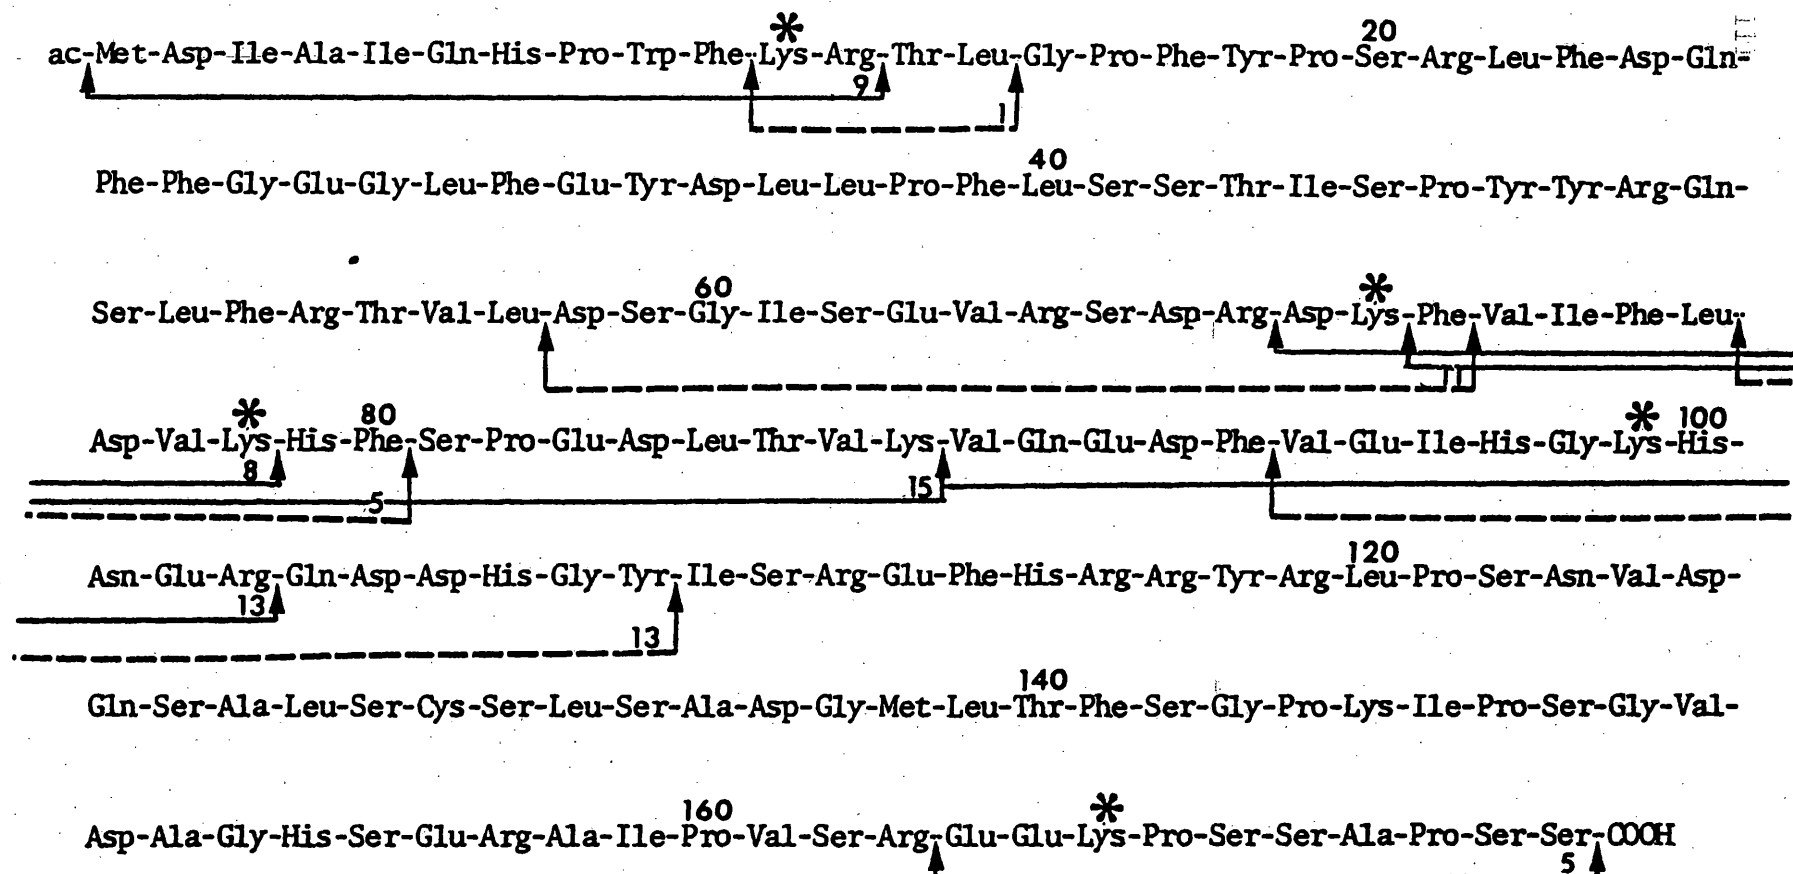 * 20
ac-Met-Asp-Ile-Ala-Ile-Gln-His-Pro-Trp-Phe-Lys-Arg-Thr-Leu-Gly-Pro-Phe-Tyr-Pro-Ser-Arg-Leu-Phe-Asp-Gln-
9
1
40
Phe-Phe-Gly-Glu-Gly-Leu-Phe-Glu-Tyr-Asp-Leu-Leu-Pro-Phe-Leu-Ser-Ser-Thr-Ile-Ser-Pro-Tyr-Tyr-Arg-Gln-
60 *
Ser-Leu-Phe-Arg-Thr-Val-Leu-Asp-Ser-Gly-Ile-Ser-Glu-Val-Arg-Ser-Asp-Arg-Asp-Lys-Phe-Val-Ile-Phe-Leu-
11
* 80 * 100
Asp-Val-Lys-His-Phe-Ser-Pro-Glu-Asp-Leu-Thr-Val-Lys-Val-Gln-Glu-Asp-Phe-Val-Glu-Ile-His-Gly-Lys-His-
8
5 15
120
Asn-Glu-Arg-Gln-Asp-Asp-His-Gly-Tyr-Ile-Ser-Arg-Glu-Phe-His-Arg-Arg-Tyr-Arg-Leu-Pro-Ser-Asn-Val-Asp-
13
13
140
Gln-Ser-Ala-Leu-Ser-Cys-Ser-Leu-Ser-Ala-Asp-Gly-Met-Leu-Thr-Phe-Ser-Gly-Pro-Lys-Ile-Pro-Ser-Gly-Val-
160 *
Asp-Ala-Gly-His-Ser-Glu-Arg-Ala-Ile-Pro-Val-Ser-Arg-Glu-Glu-Lys-Pro-Ser-Ser-Ala-Pro-Ser-Ser-COOH
5